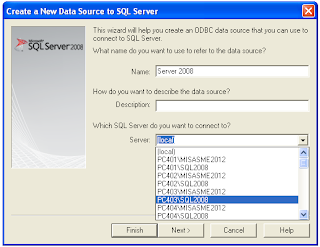 Create a New Data Source to SQL Server
Microsoft
SQL Server 2008
This wizard will help you create an ODBC data source that you can use to
connect to SQL Server.
What name do you want to use to refer to the data source?
Name: Server 2008
How do you want to describe the data source?
Description:
Which SQL Server do you want to connect to?
Server: (local)
(local)
PC401\MISASME2012
PC401\SQL2008
PC402\MISASME2012
PC402\SQL2008
PC403\MISASME2012
PC403\SQL2008
PC404\MISASME2012
PC404\SQL2008
Finish Next > Cancel Help